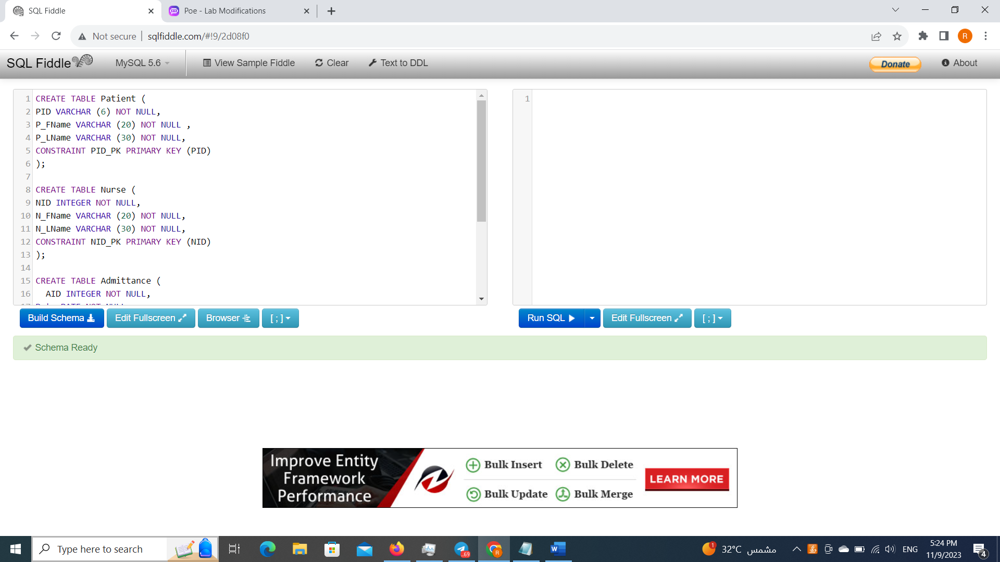 SQL Fiddle
Poe - Lab Modifications
Not secure
sqlfiddle.com/#!9/2d08f0
R
SQL Fiddle
MySQL 5.6
View Sample Fiddle
Clear
Text to DDL
Donate
About
1 CREATE TABLE Patient (
2 PID VARCHAR (6) NOT NULL,
3 P_FName VARCHAR (20) NOT NULL ,
4 P_LName VARCHAR (30) NOT NULL,
5 CONSTRAINT PID_PK PRIMARY KEY (PID)
6 );
7
8 CREATE TABLE Nurse (
9 NID INTEGER NOT NULL,
10 N_FName VARCHAR (20) NOT NULL,
11 N_LName VARCHAR (30) NOT NULL,
12 CONSTRAINT NID_PK PRIMARY KEY (NID)
13 );
14
15 CREATE TABLE Admittance (
16 AID INTEGER NOT NULL,
1
Build Schema
Edit Fullscreen
Browser
[ ; ]
Run SQL
Edit Fullscreen
[ ; ]
Schema Ready
Improve Entity
Framework
Performance
Bulk Insert
Bulk Delete
Bulk Update
Bulk Merge
LEARN MORE
Type here to search
..69
R
W
1
32°C مشمس
ENG
5:24 PM
11/9/2023
4